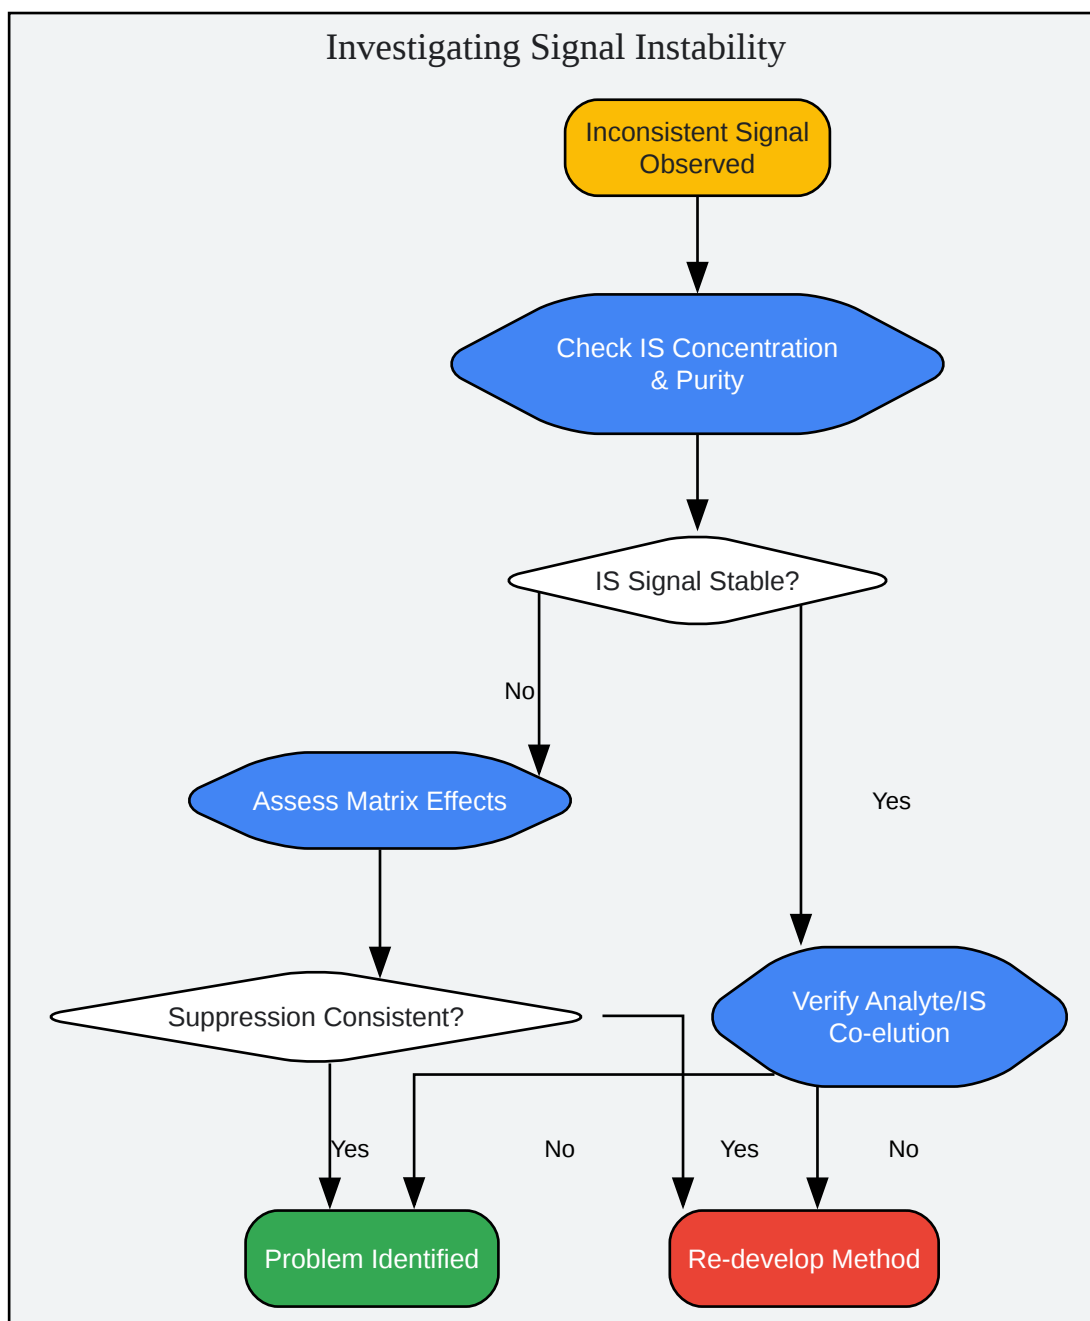 Investigating Signal Instability
Inconsistent Signal
Observed
Check IS Concentration
& Purity
IS Signal Stable?
No
Assess Matrix Effects
Yes
Verify Analyte/IS
Co-elution
Suppression Consistent?
Yes
No
Yes
No
Problem Identified
Re-develop Method